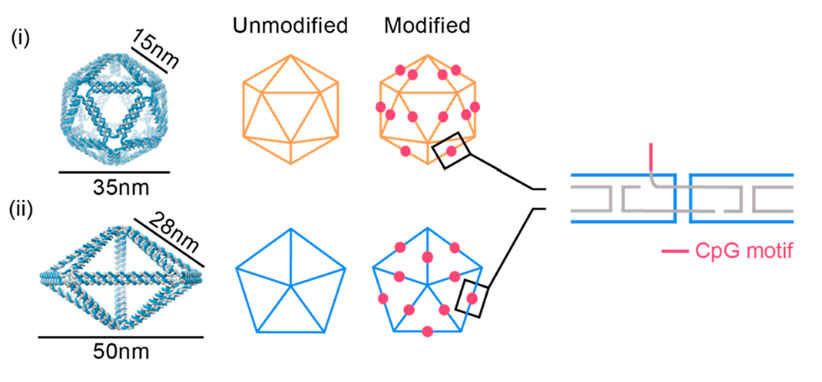 Unmodified
Modified
(i)
15nm
35nm
(ii)
28nm
50nm
CpG motif